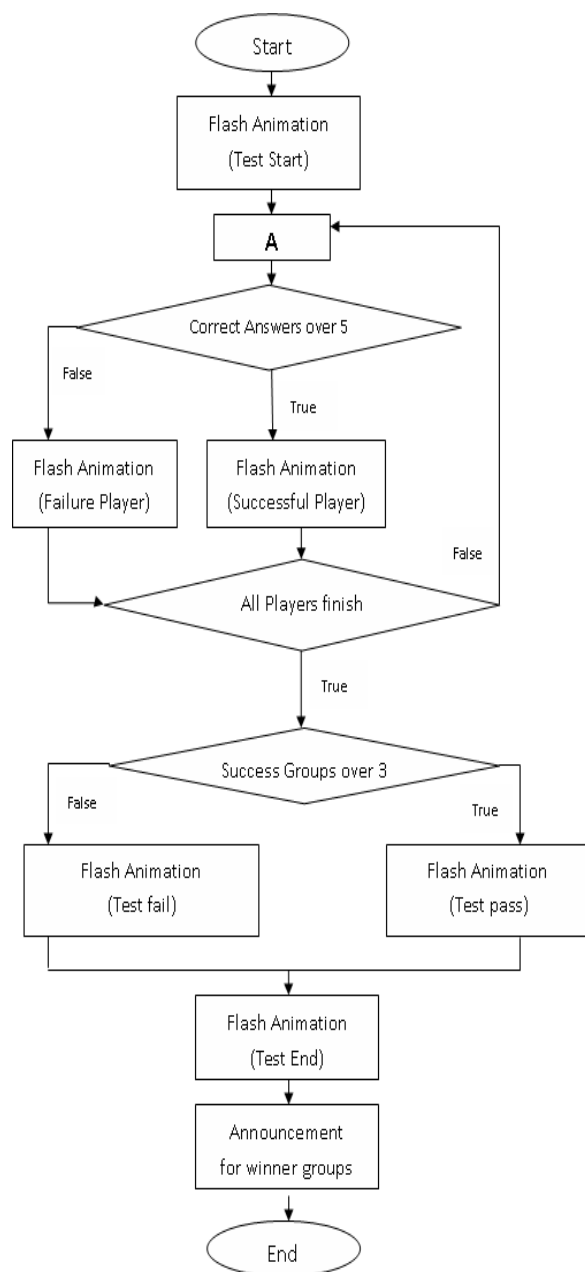 Start
Flash Animation
(Test Start)
A
Correct Answers over 5
False
True
Flash Animation
(Failure Player)
Flash Animation
(Successful Player)
False
All Players finish
True
Success Groups over 3
False
True
Flash Animation
(Test fail)
Flash Animation
(Test pass)
Flash Animation
(Test End)
Announcement
for winner groups
End